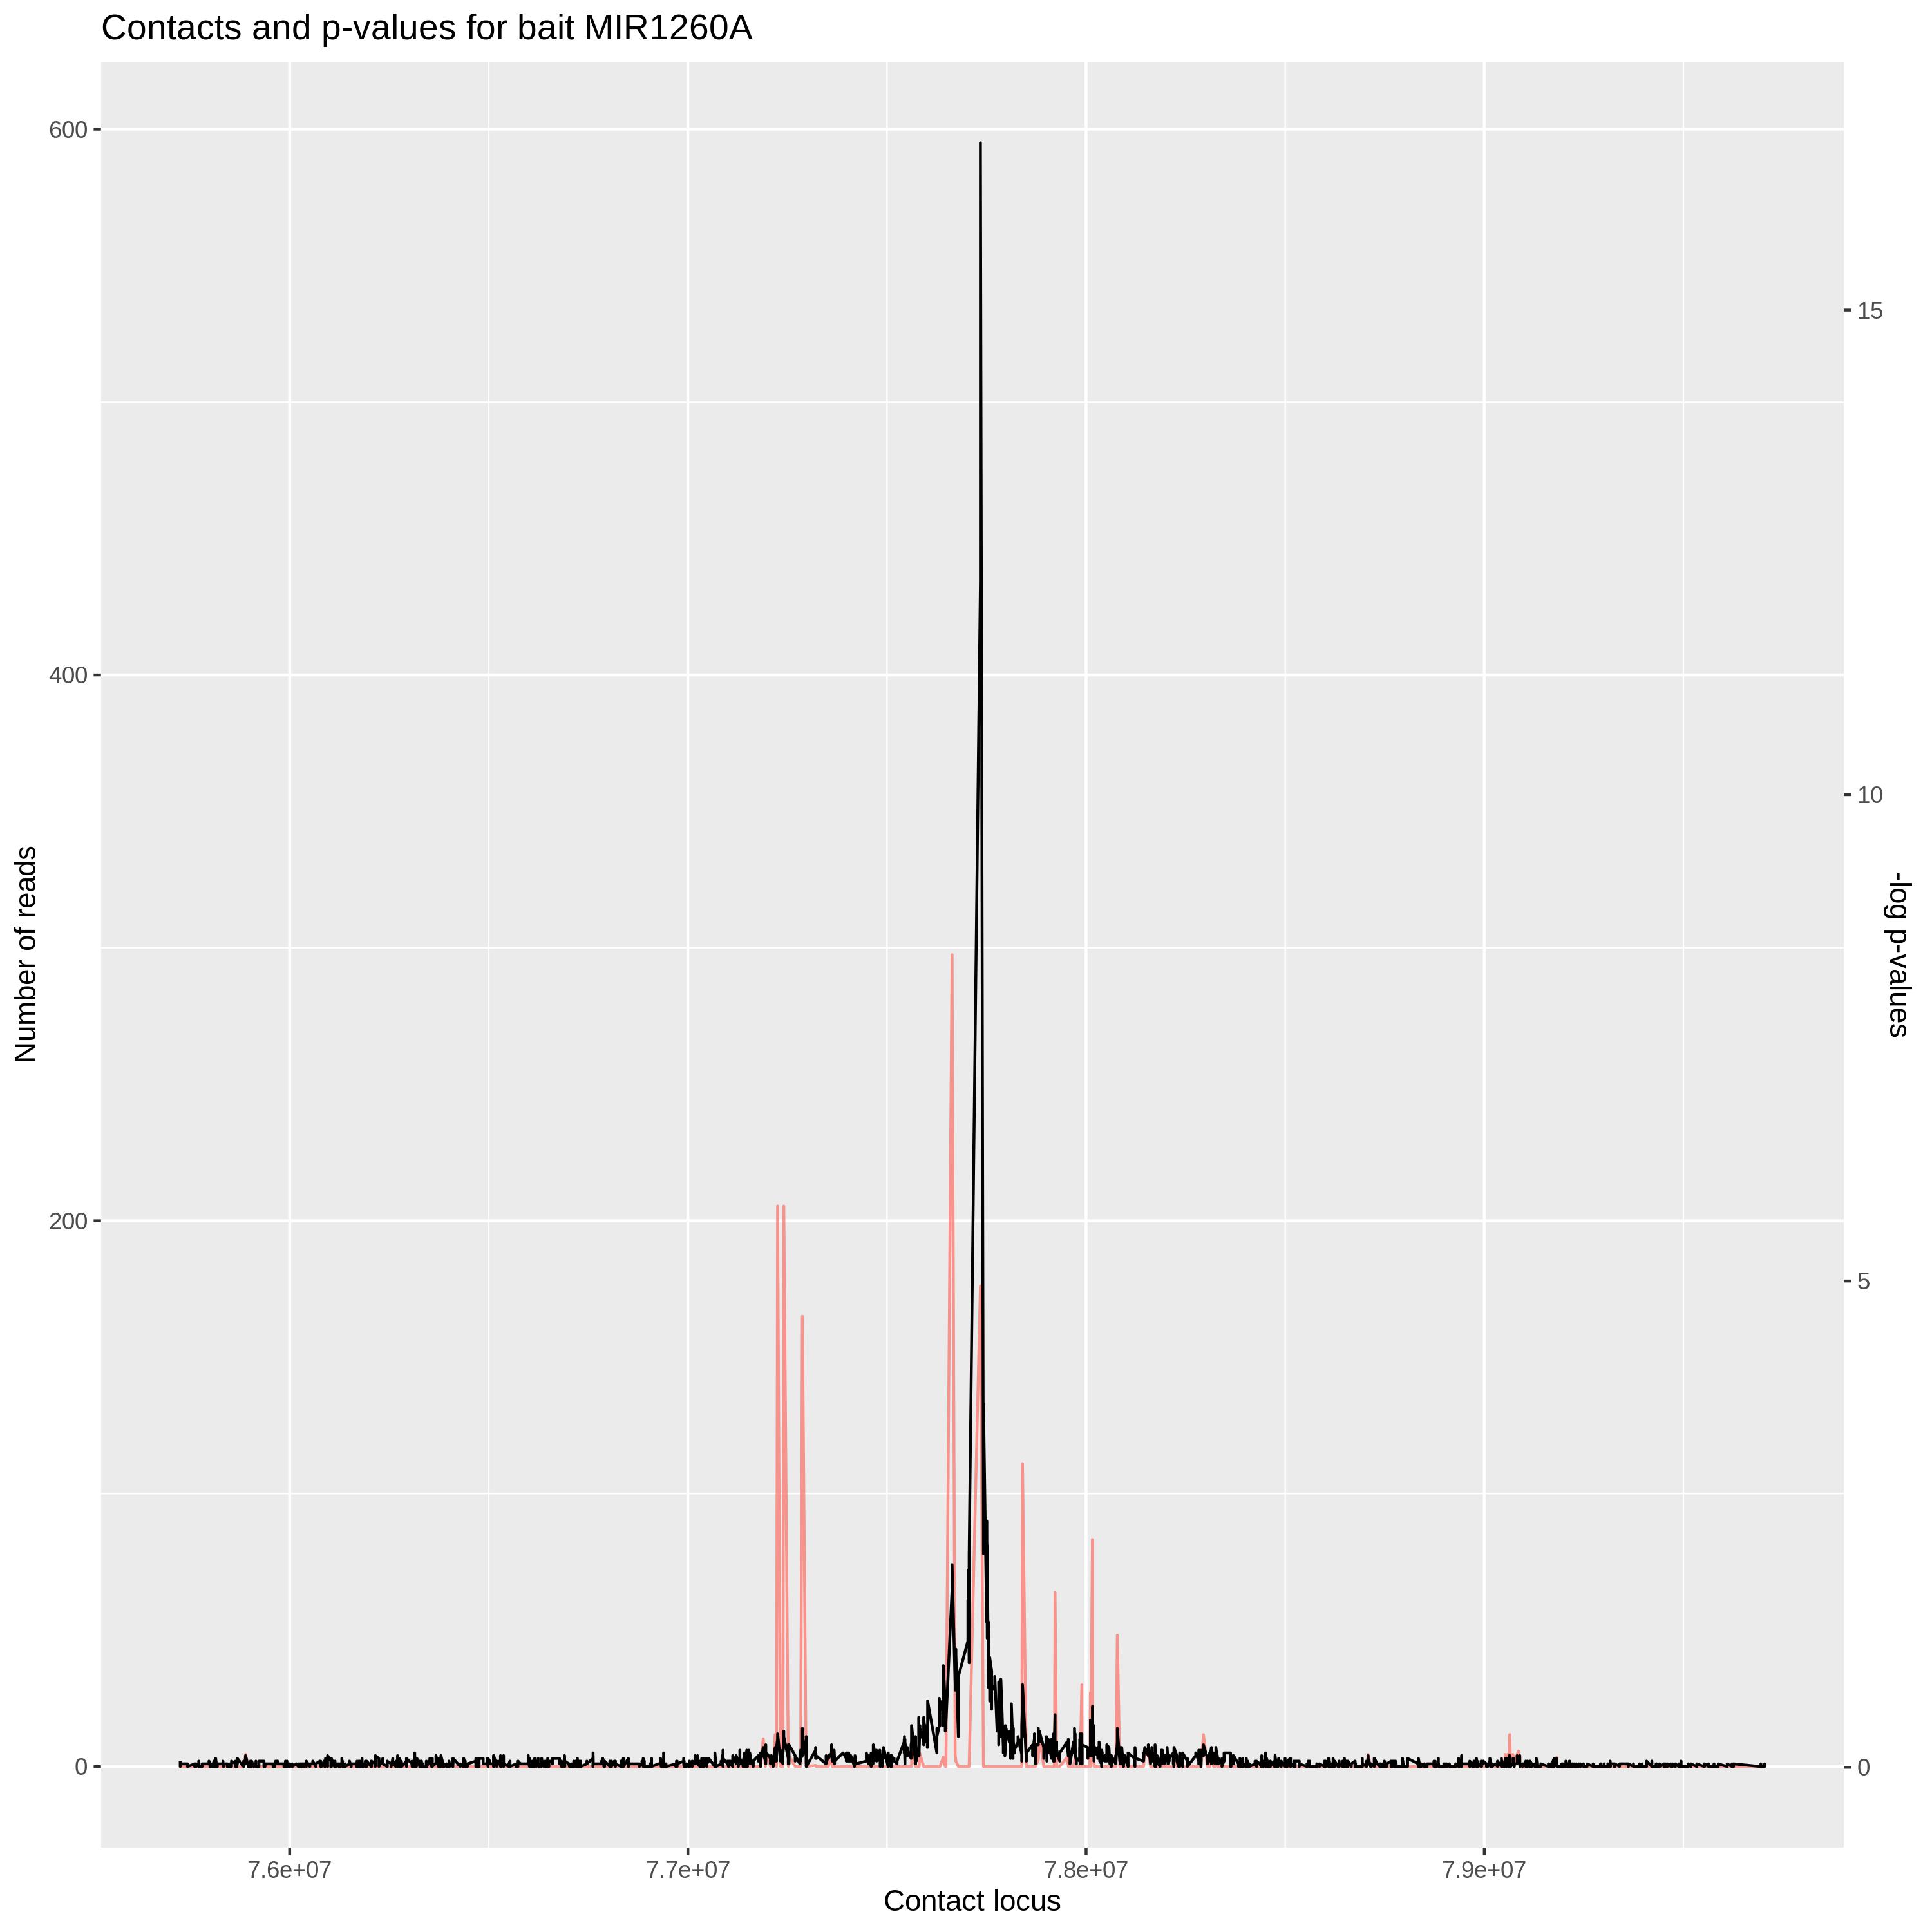 Contacts and p-values for bait MIR1260A
600
400
200
0
Number of reads
15
10
5
0
-log p-values
7.6e+07
7.7e+07
7.8e+07
7.9e+07
Contact locus